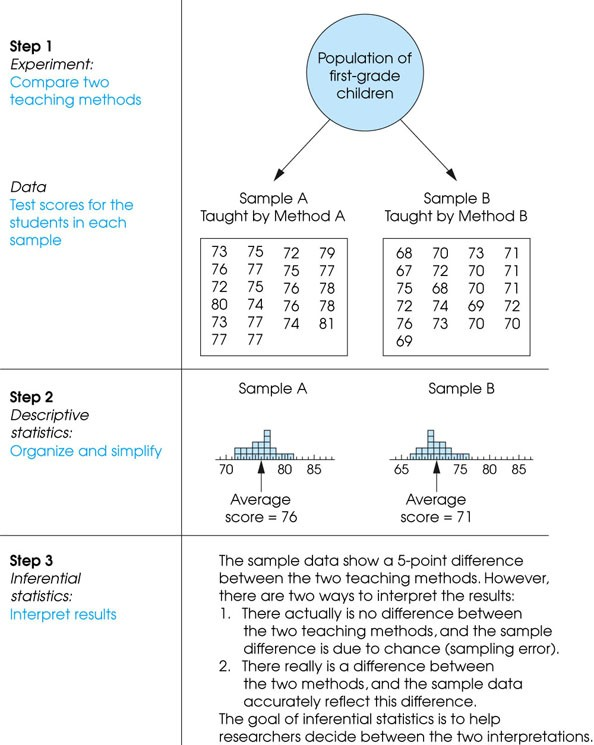 Step 1
Experiment:
Compare two
teaching methods
Population of
first-grade
children
Data
Test scores for the
students in each
sample
Sample A
Taught by Method A
Sample B
Taught by Method B
73 75 72 79
76 77 75 77
72 75 76 78
80 74 76 78
73 77 74 81
77 77
68 70 73 71
67 72 70 71
75 68 70 71
72 74 69 72
76 73 70 70
69
Step 2
Descriptive
statistics:
Organize and simplify
Sample A
70 80 85
Average
score = 76
Sample B
65 75 80 85
Average
score = 71
Step 3
Inferential
statistics:
Interpret results
The sample data show a 5-point difference
between the two teaching methods. However,
there are two ways to interpret the results:
1. There actually is no difference between
the two teaching methods, and the sample
difference is due to chance (sampling error).
2. There really is a difference between
the two methods, and the sample data
accurately reflect this difference.
The goal of inferential statistics is to help
researchers decide between the two interpretations.